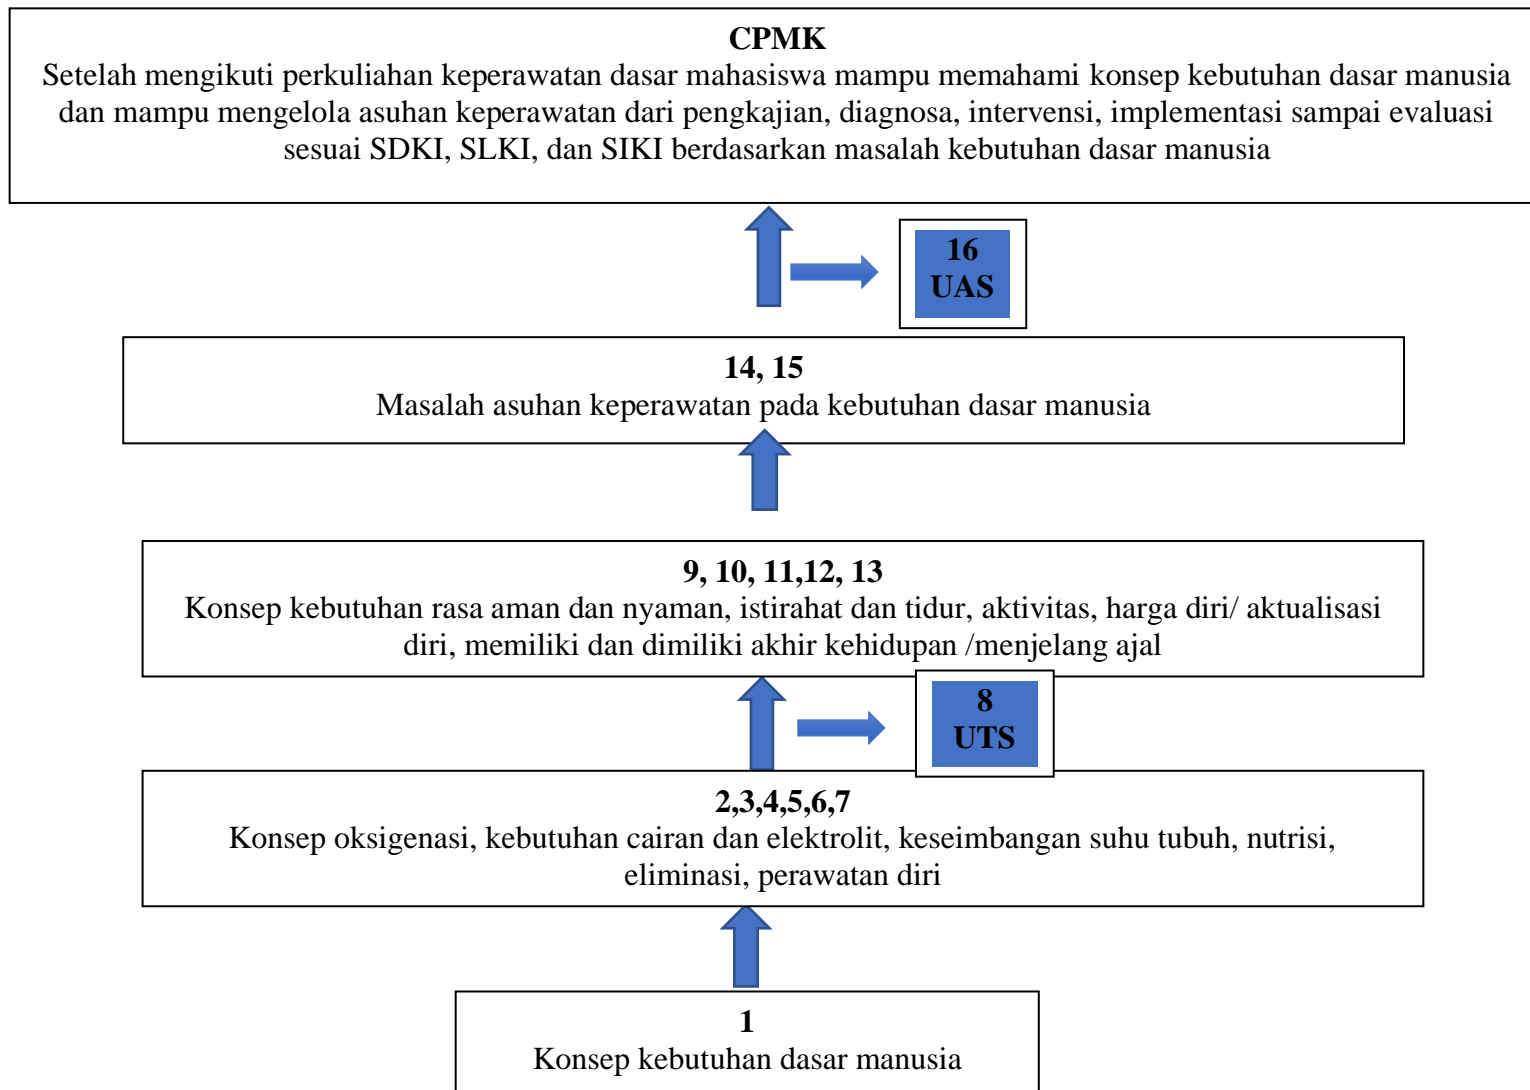 CPMK
Setelah mengikuti perkuliahan keperawatan dasar mahasiswa mampu memahami konsep kebutuhan dasar manusia
dan mampu mengelola asuhan keperawatan dari pengkajian, diagnosa, intervensi, implementasi sampai evaluasi
sesuai SDKI, SLKI, dan SIKI berdasarkan masalah kebutuhan dasar manusia
16
UAS
14, 15
Masalah asuhan keperawatan pada kebutuhan dasar manusia
9, 10, 11,12, 13
Konsep kebutuhan rasa aman dan nyaman, istirahat dan tidur, aktivitas, harga diri/ aktualisasi
diri, memiliki dan dimiliki akhir kehidupan /menjelang ajal
8
UTS
2,3,4,5,6,7
Konsep oksigenasi, kebutuhan cairan dan elektrolit, keseimbangan suhu tubuh, nutrisi,
eliminasi, perawatan diri
1
Konsep kebutuhan dasar manusia